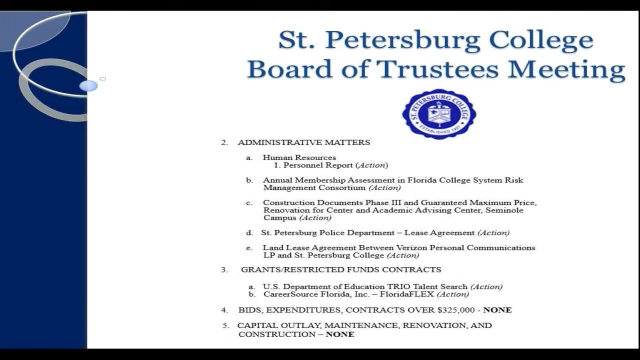 St. Petersburg College
Board of Trustees Meeting
ST. PETERSBURG COLLEGE
2. ADMINISTRATIVE MATTERS
a. Human Resources
1. Personnel Report (Action)
b. Annual Membership Assessment in Florida College System Risk
Management Consortium (Action)
c. Construction Documents Phase III and Guaranteed Maximum Price,
Renovation for Center and Academic Advising Center, Seminole
Campus (Action)
d. St. Petersburg Police Department – Lease Agreement (Action)
e. Land Lease Agreement Between Verizon Personal Communications
LP and St. Petersburg College (Action)
3. GRANTS/RESTRICTED FUNDS CONTRACTS
a. U.S. Department of Education TRIO Talent Search (Action)
b. CareerSource Florida, Inc. – FloridaFLEX (Action)
4. BIDS, EXPENDITURES, CONTRACTS OVER $325,000 - NONE
5. CAPITAL OUTLAY, MAINTENANCE, RENOVATION, AND
CONSTRUCTION – NONE